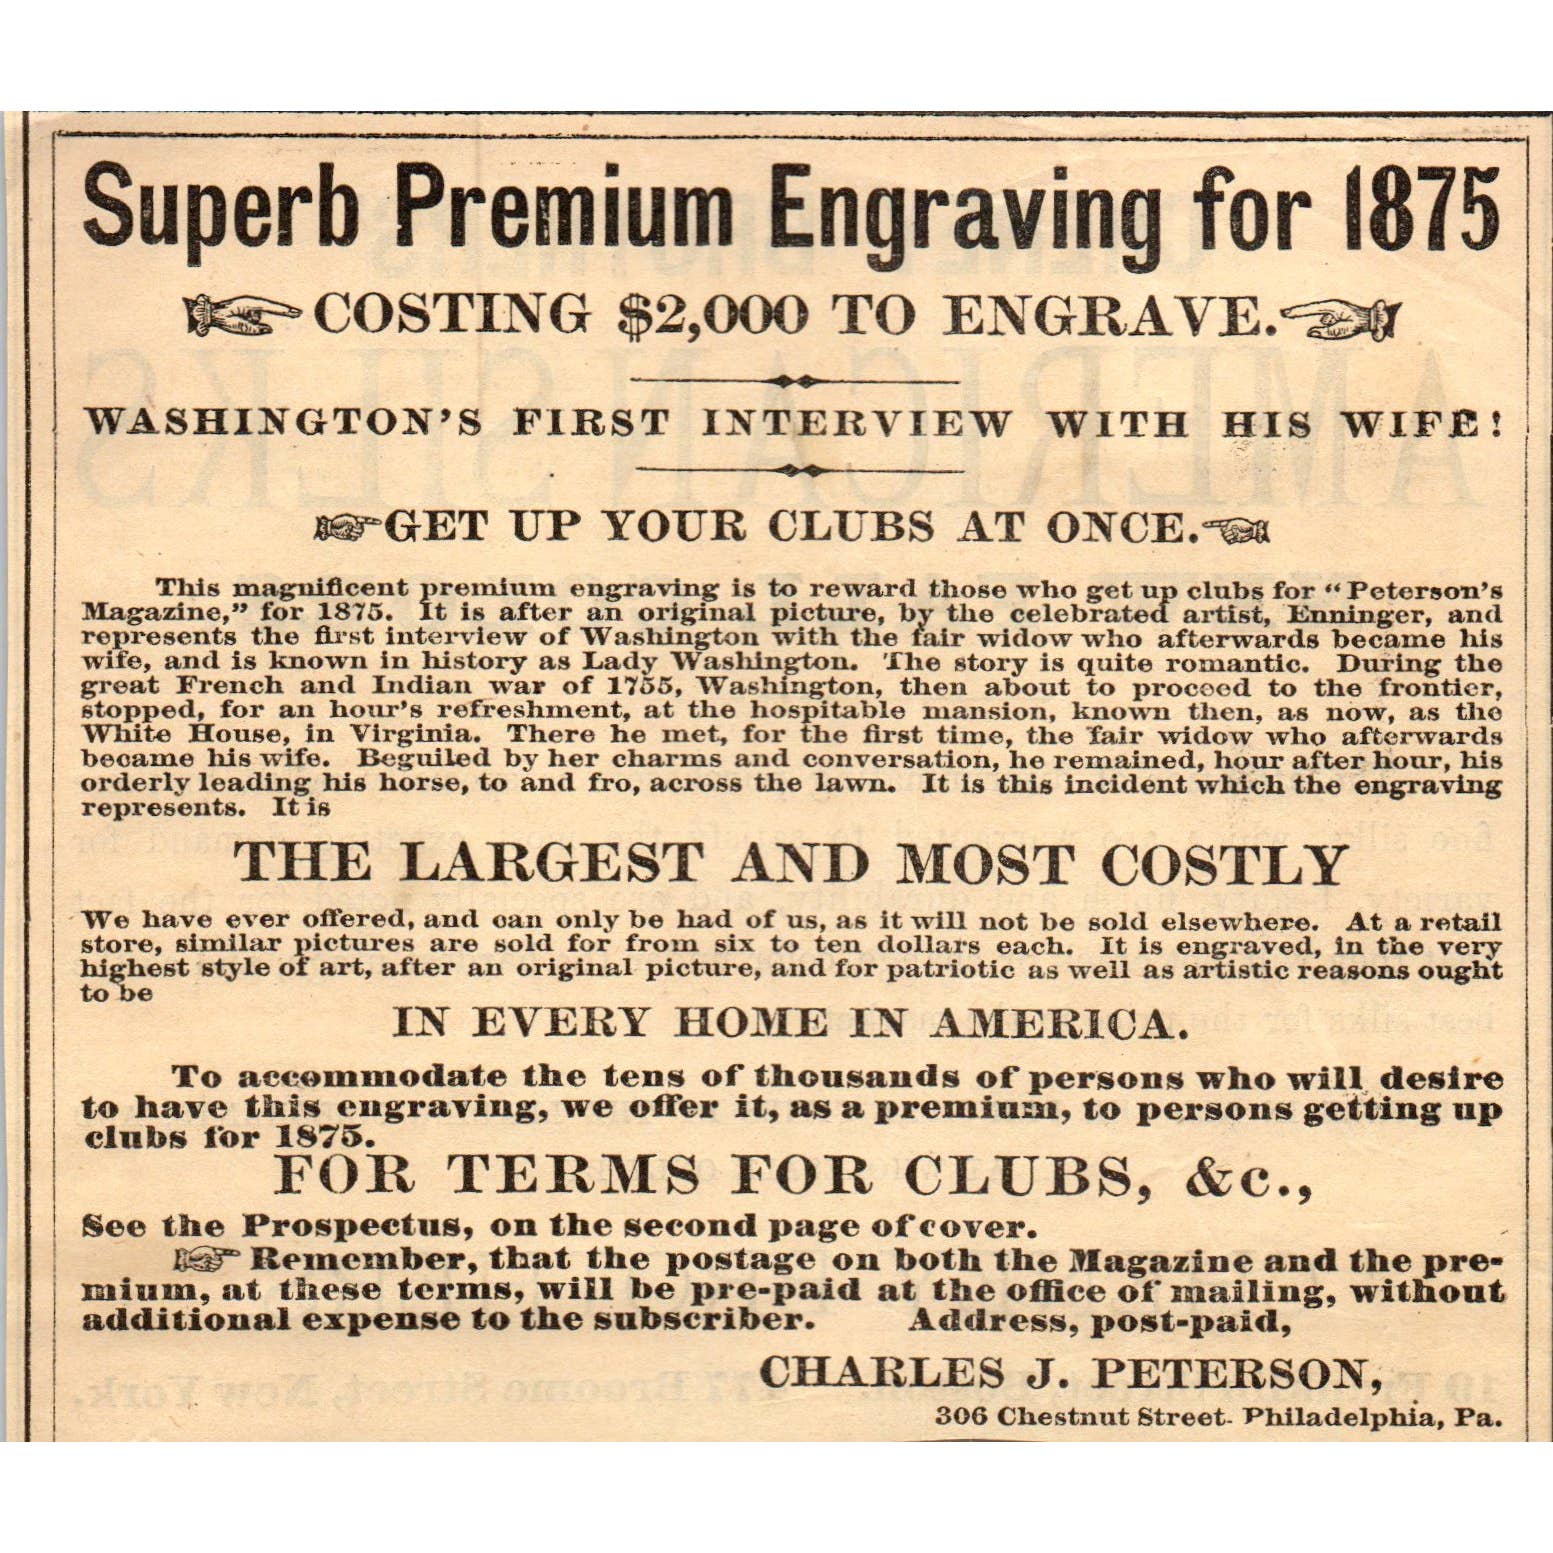 Superb Premium Engraving for 1875
COSTING $2,000 TO ENGRAVE.
WASHINGTON'S FIRST INTERVIEW WITH HIS WIFE!
GET UP YOUR CLUBS AT ONCE.
This magnificent premium engraving is to reward those who get up clubs for "Peterson's
Magazine," for 1875. It is after an original picture, by the celebrated artist, Enninger, and
represents the first interview of Washington with the fair widow who afterwards became his
wife, and is known in history as Lady Washington. The story is quite romantic. During the
great French and Indian war of 1755, Washington, then about to proceed to the frontier,
stopped, for an hour's refreshment, at the hospitable mansion, known then, as now, as the
White House, in Virginia. There he met, for the first time, the fair widow who afterwards
became his wife. Beguiled by her charms and conversation, he remained, hour after hour, his
orderly leading his horse, to and fro, across the lawn. It is this incident which the engraving
represents. It is
THE LARGEST AND MOST COSTLY
We have ever offered, and can only be had of us, as it will not be sold elsewhere. At a retail
store, similar pictures are sold for from six to ten dollars each. It is engraved, in the very
highest style of art, after an original picture, and for patriotic as well as artistic reasons ought
to be
IN EVERY HOME IN AMERICA.
To accommodate the tens of thousands of persons who will desire
to have this engraving, we offer it, as a premium, to persons getting up
clubs for 1875.
FOR TERMS FOR CLUBS, &c.,
See the Prospectus, on the second page of cover.
Remember, that the postage on both the Magazine and the pre-
mium, at these terms, will be pre-paid at the office of mailing, without
additional expense to the subscriber. Address, post-paid,
CHARLES J. PETERSON,
306 Chestnut Street- Philadelphia, Pa.